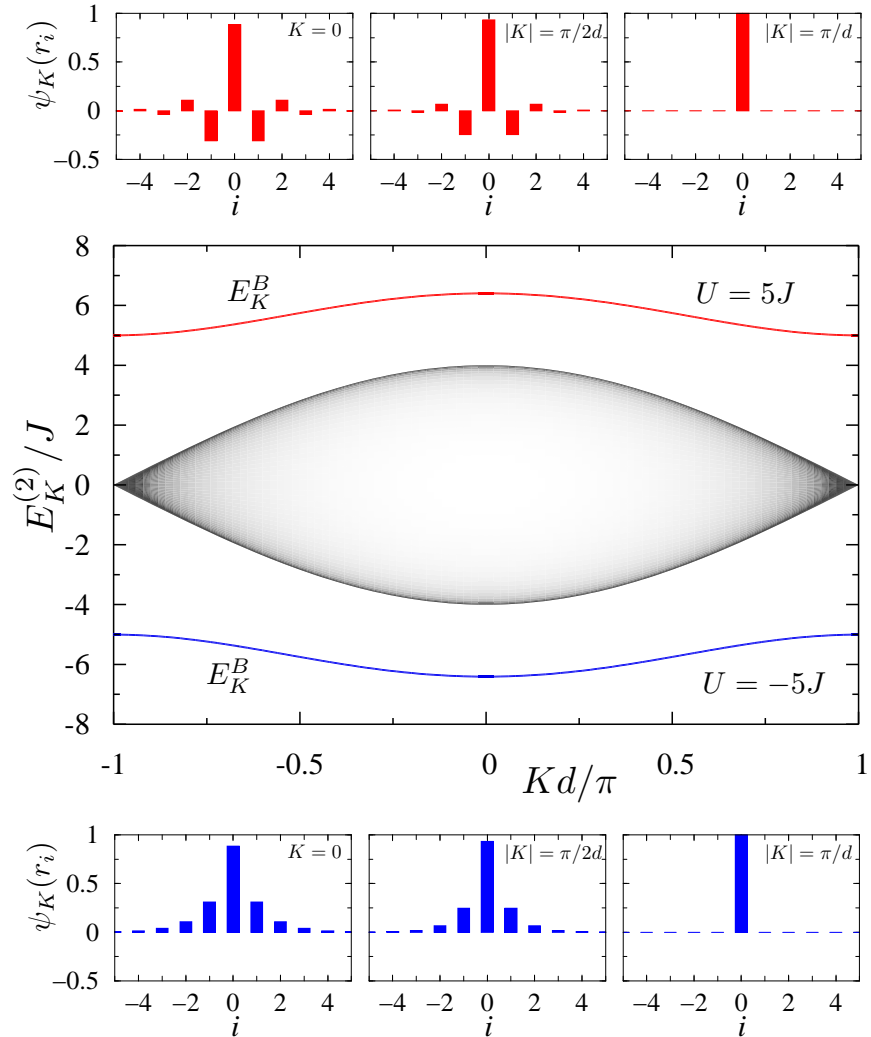 K = 0 |K| = π/2d |K| = π/d
1
0.5
0
−0.5
ψ_K(r_i)
−4 −2 0 2 4 −4 −2 0 2 4 −4 −2 0 2 4
i i i
8
6
4
2
0
-2
-4
-6
-8
E_K^{(2)}/J
E_K^B U = 5J
E_K^B U = −5J
-1 -0.5 0 0.5 1
Kd/π
K = 0 |K| = π/2d |K| = π/d
1
0.5
0
−0.5
ψ_K(r_i)
−4 −2 0 2 4 −4 −2 0 2 4 −4 −2 0 2 4
i i i